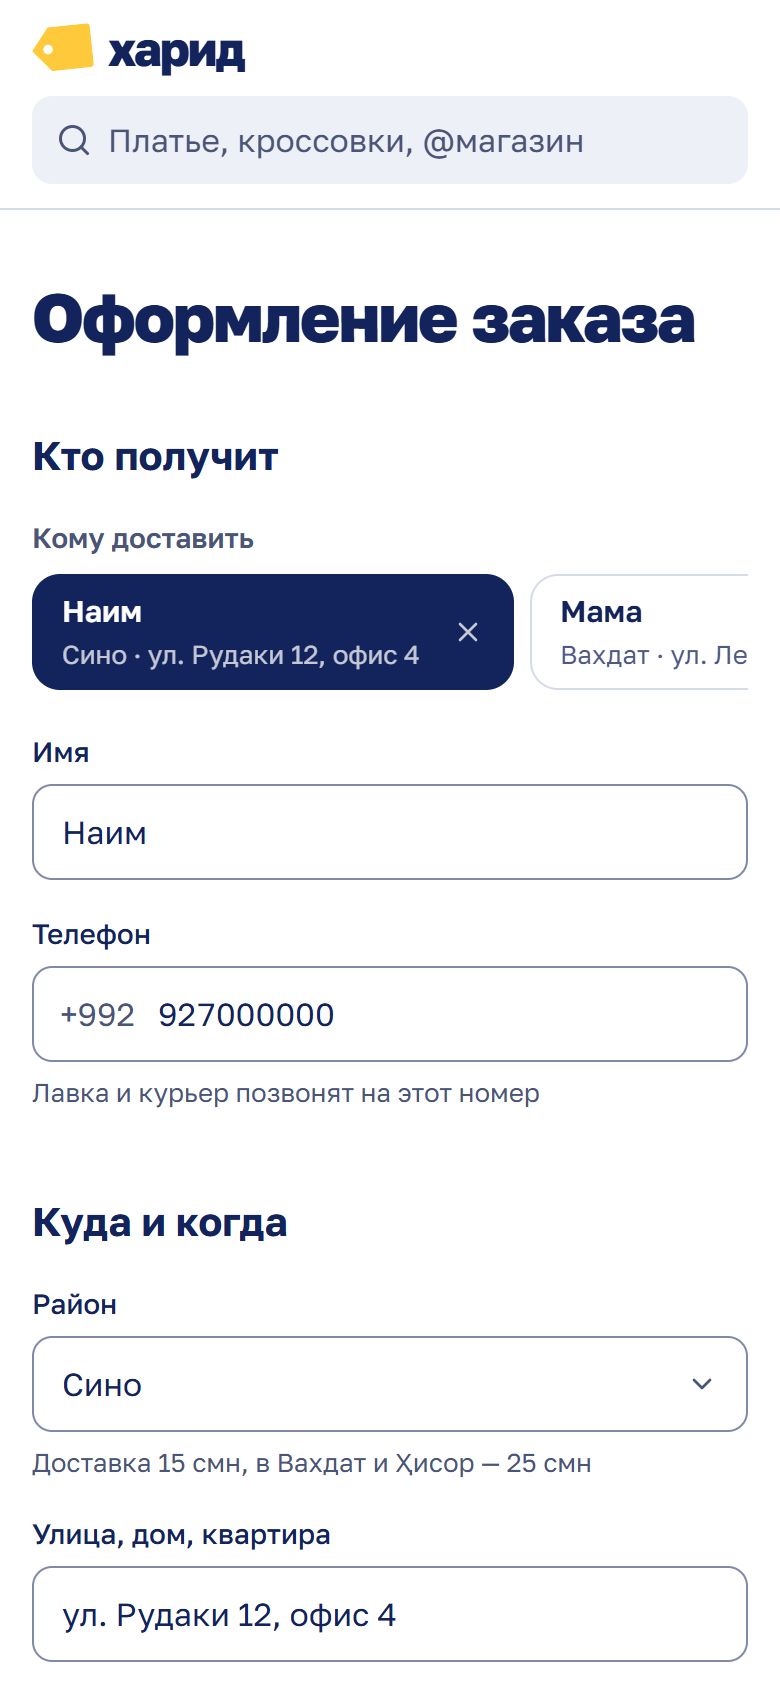 харид
Платье, кроссовки, @магазин
Оформление заказа
Кто получит
Кому доставить
Наим
Сино · ул. Рудаки 12, офис 4
Мама
Вахдат · ул. Ле
Имя
Наим
Телефон
+992 927000000
Лавка и курьер позвонят на этот номер
Куда и когда
Район
Сино
Доставка 15 смн, в Вахдат и Ҳисор — 25 смн
Улица, дом, квартира
ул. Рудаки 12, офис 4